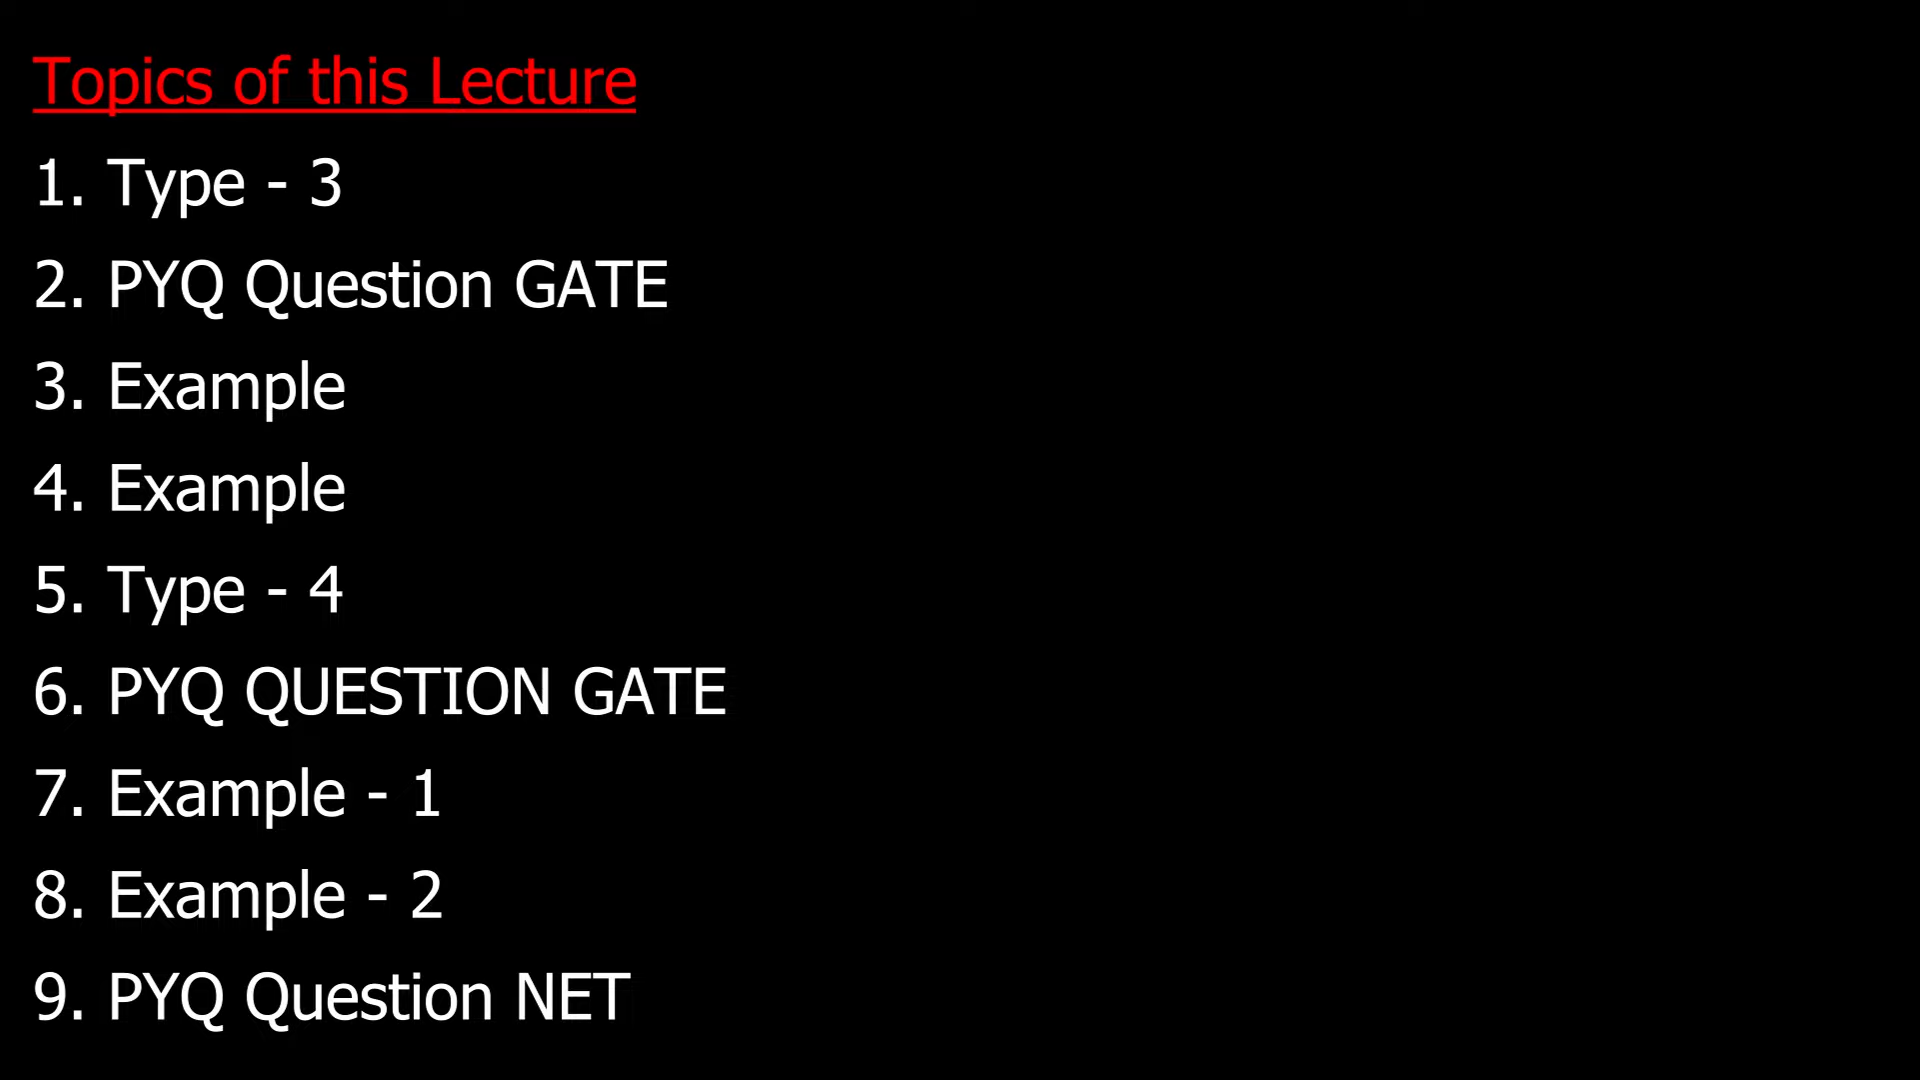 Topics of this Lecture
1. Type - 3
2. PYQ Question GATE
3. Example
4. Example
5. Type - 4
6. PYQ QUESTION GATE
7. Example - 1
8. Example - 2
9. PYQ Question NET